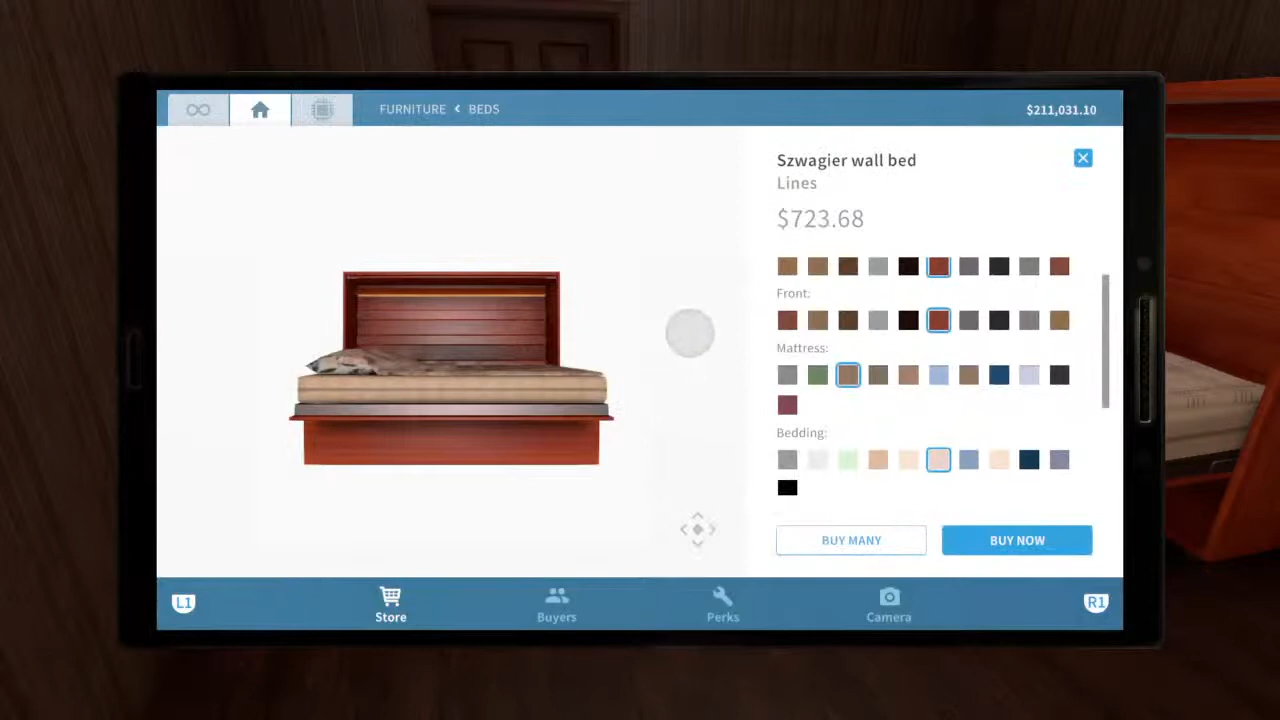 FURNITURE < BEDS
$211,031.10
Szwagier wall bed
Lines
$723.68
Front:
Mattress:
Bedding:
BUY MANY
BUY NOW
L1
Store
Buyers
Perks
Camera
R1